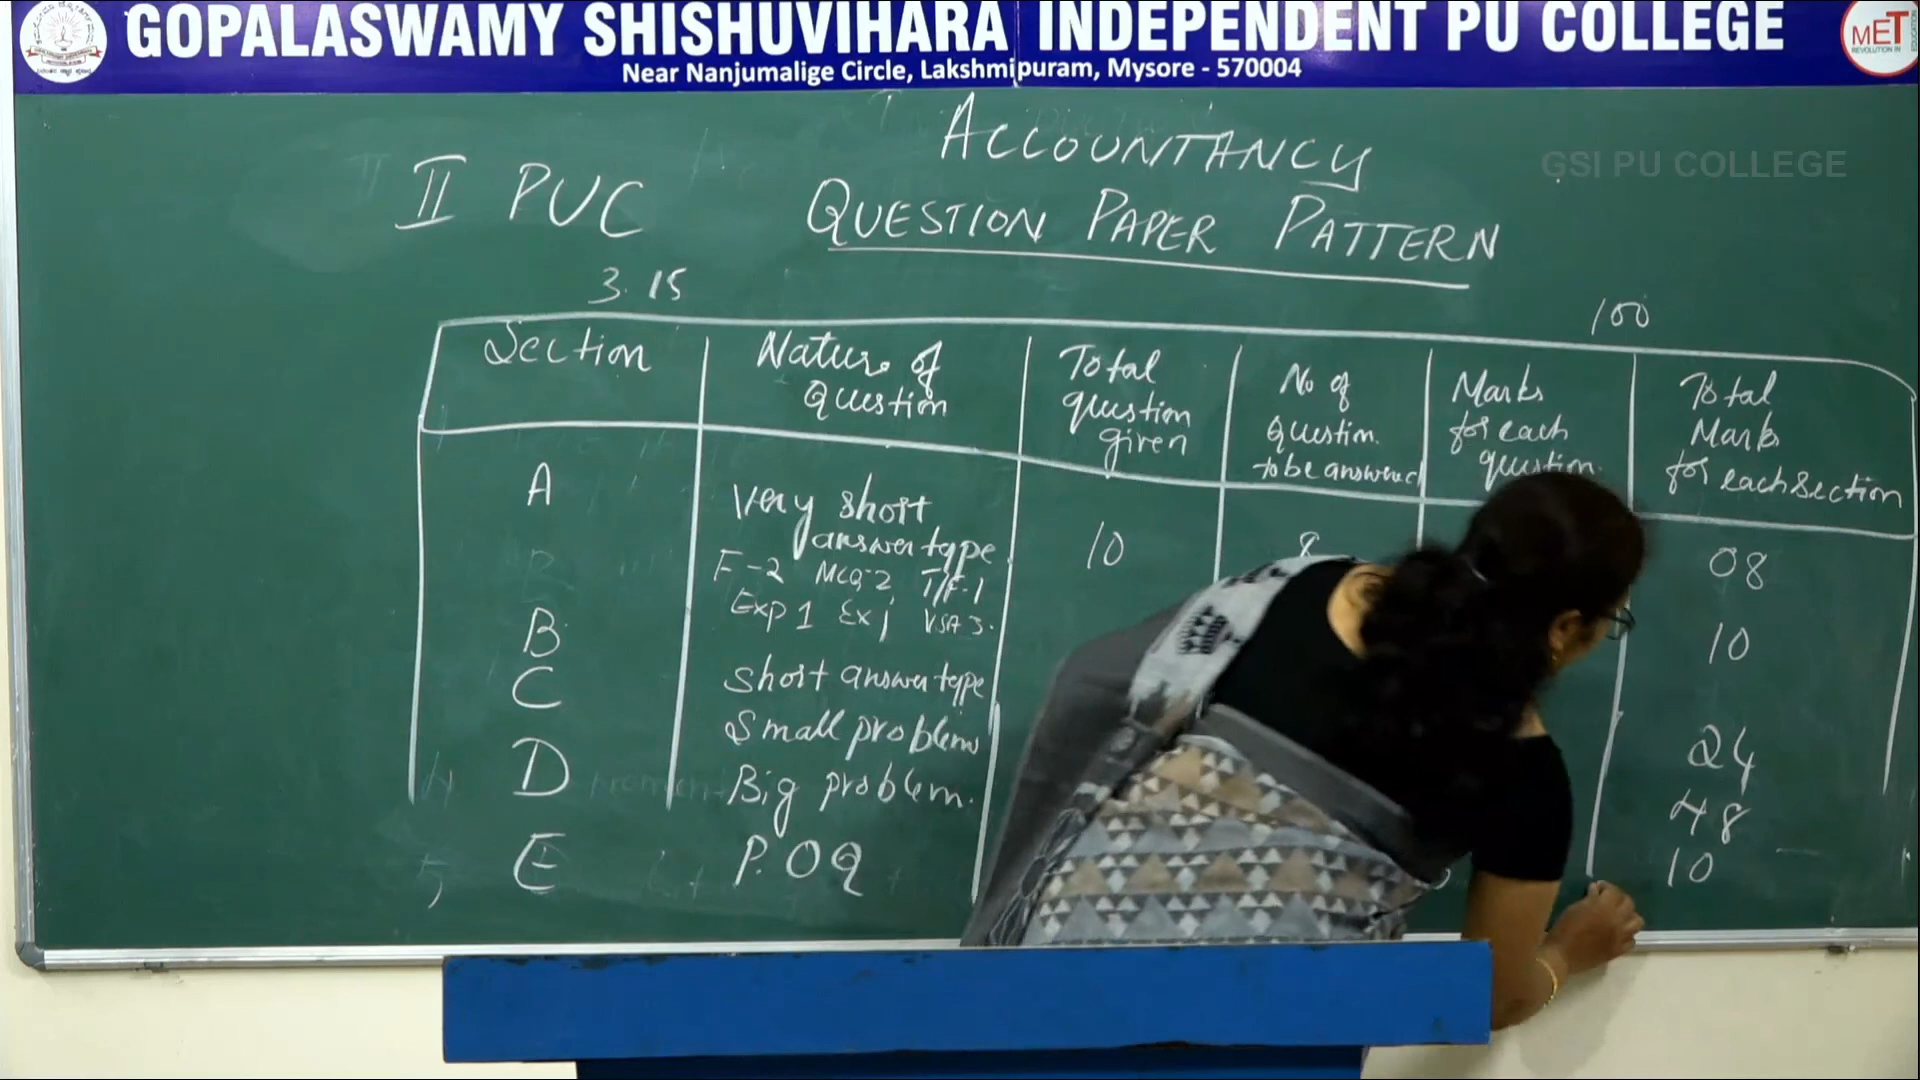 GOPALASWAMY SHISHUVIHARA INDEPENDENT PU COLLEGE
Near Nanjumalige Circle, Lakshmipuram, Mysore - 570004
MET
GSI PU COLLEGE
ACCOUNTANCY
II PUC QUESTION PAPER PATTERN
3.15
100
Section
Nature of
Question
Total
question
given
No of
Question
to be answered
Marks
for each
question
Total
Marks
for each section
A
Very short
answer type
10
8
08
F-2 MCQ-2 T/F-1
Exp 1 Ex 1 VSA 3.
B
10
C
short answer type
Small problems
24
D
Big problem.
48
E
P.OQ
10